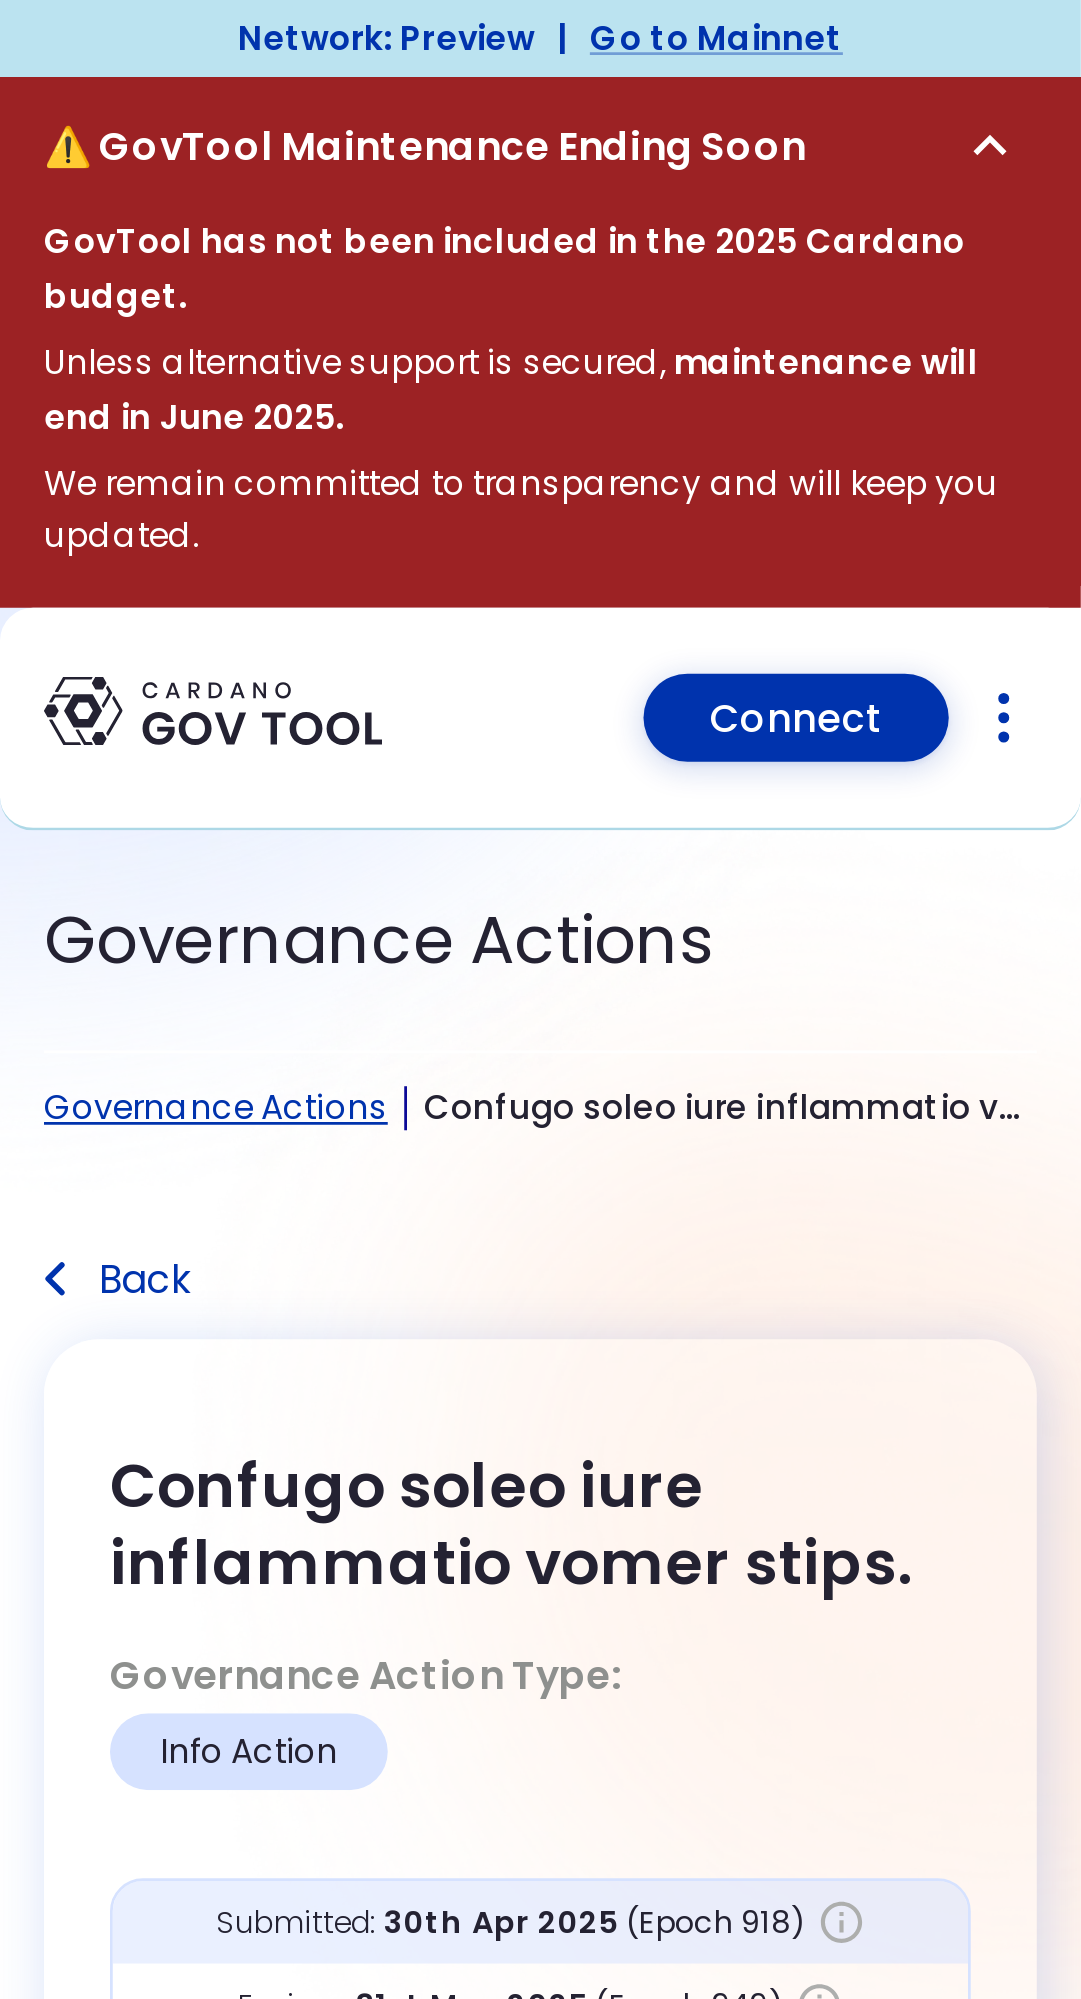 Network: Preview | Go to Mainnet
⚠️ GovTool Maintenance Ending Soon
GovTool has not been included in the 2025 Cardano
budget.
Unless alternative support is secured, maintenance will
end in June 2025.
We remain committed to transparency and will keep you
updated.
CARDANO
GOV TOOL
Connect
Governance Actions
Governance Actions | Confugo soleo iure inflammatio v...
Back
Confugo soleo iure
inflammatio vomer stips.
Governance Action Type:
Info Action
Submitted: 30th Apr 2025 (Epoch 918)